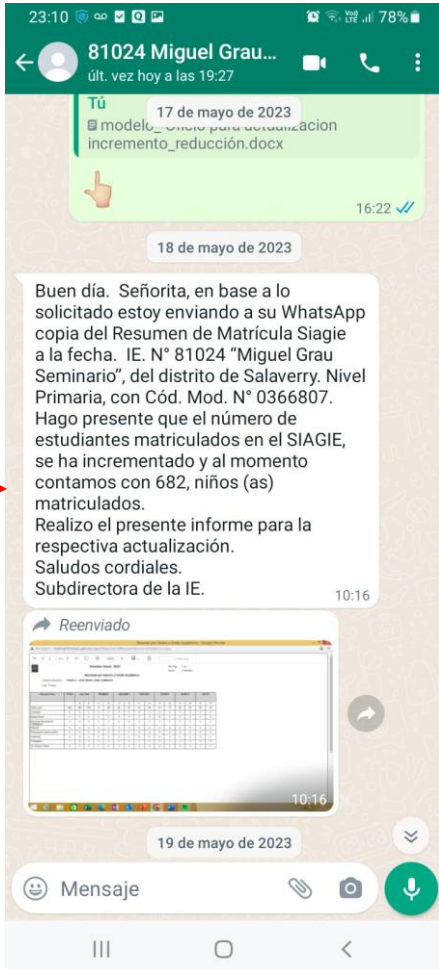 23:10
78%
81024 Miguel Grau...
últ. vez hoy a las 19:27
Tú
17 de mayo de 2023
incremento_reducción.docx
16:22
18 de mayo de 2023
Buen día. Señorita, en base a lo
solicitado estoy enviando a su WhatsApp
copia del Resumen de Matrícula Siagie
a la fecha. IE. N° 81024 “Miguel Grau
Seminario”, del distrito de Salaverry. Nivel
Primaria, con Cód. Mod. N° 0366807.
Hago presente que el número de
estudiantes matriculados en el SIAGIE,
se ha incrementado y al momento
contamos con 682, niños (as)
matriculados.
Realizo el presente informe para la
respectiva actualización.
Saludos cordiales.
Subdirectora de la IE.
10:16
Reenviado
10:16
19 de mayo de 2023
Mensaje